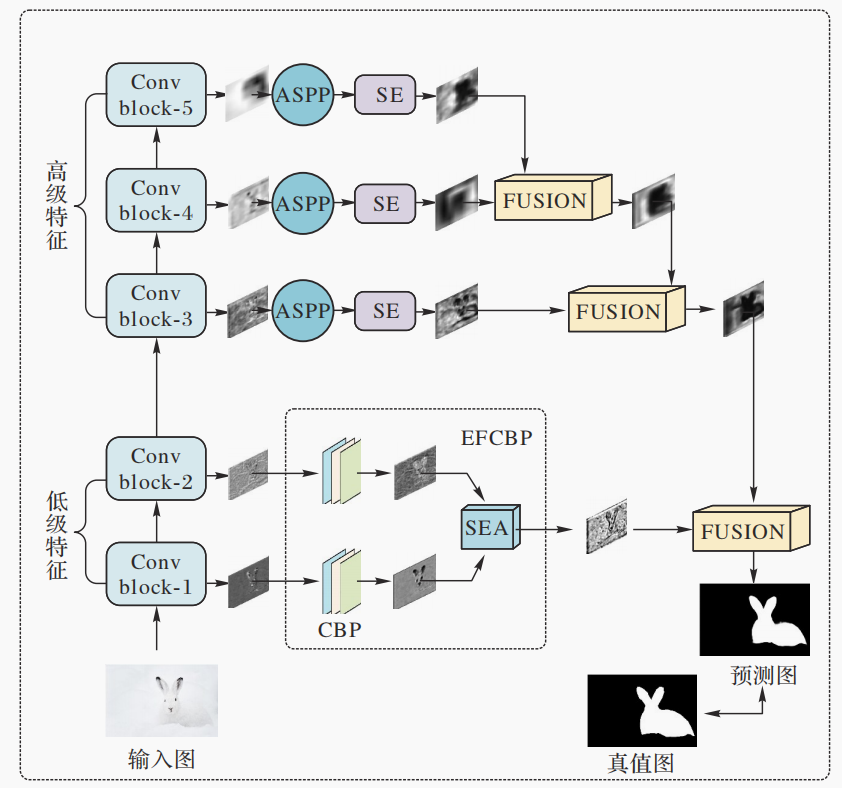 Conv
block-5
ASPP
SE
Conv
block-4
ASPP
SE
FUSION
高级特征
Conv
block-3
ASPP
SE
FUSION
EFCBP
Conv
block-2
低级特征
SEA
FUSION
Conv
block-1
CBP
预测图
输入图
真值图